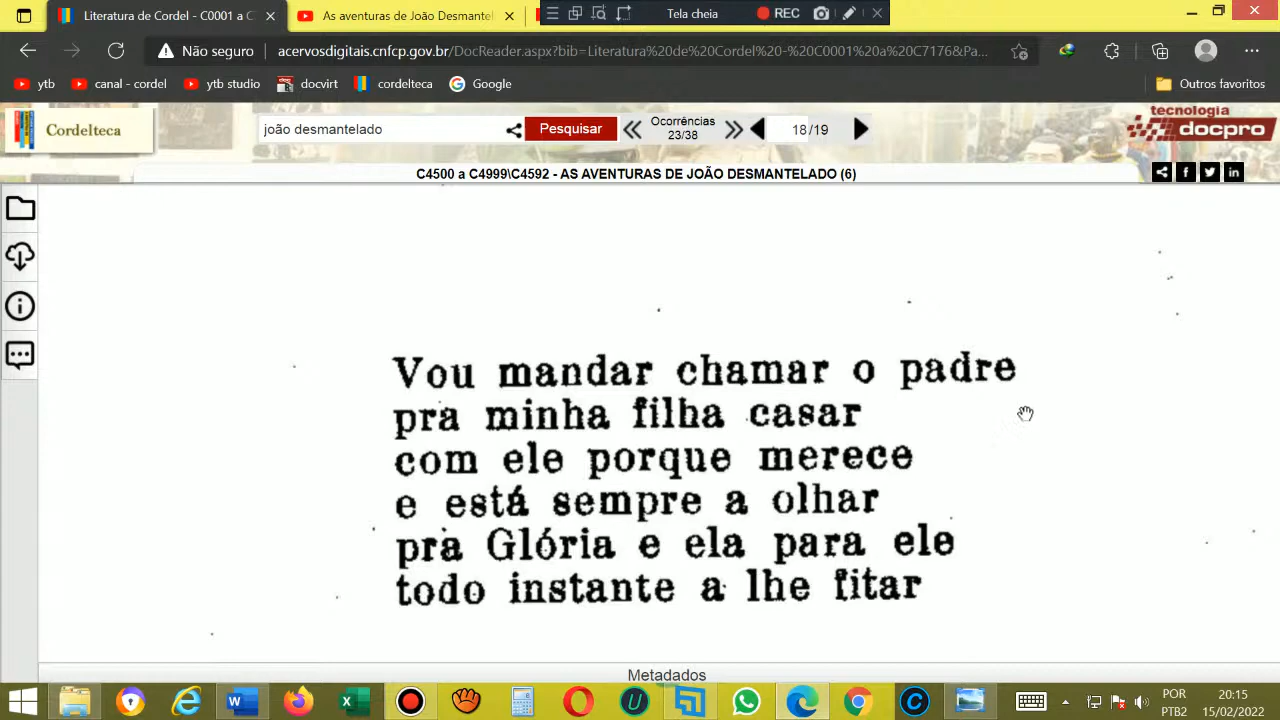 Literatura de Cordel - C0001 a C
As aventuras de João Desmantel
Tela cheia
REC
Não seguro
acervosdigitais.cnfcp.gov.br/DocReader.aspx?bib=Literatura%20de%20Cordel%20-%20C0001%20a%20C7176&Pa...
ytb
canal - cordel
ytb studio
docvirt
cordelteca
Google
Outros favoritos
Cordelteca
joão desmantelado
Pesquisar
Ocorrências
23/38
18/19
tecnologia
docpro
C4500 a C4999\C4592 - AS AVENTURAS DE JOÃO DESMANTELADO (6)
Vou mandar chamar o padre
pra minha filha casar
com ele porque merece
e está sempre a olhar
pra Glória e ela para ele
todo instante a lhe fitar
Metadados
POR
PTB2
20:15
15/02/2022